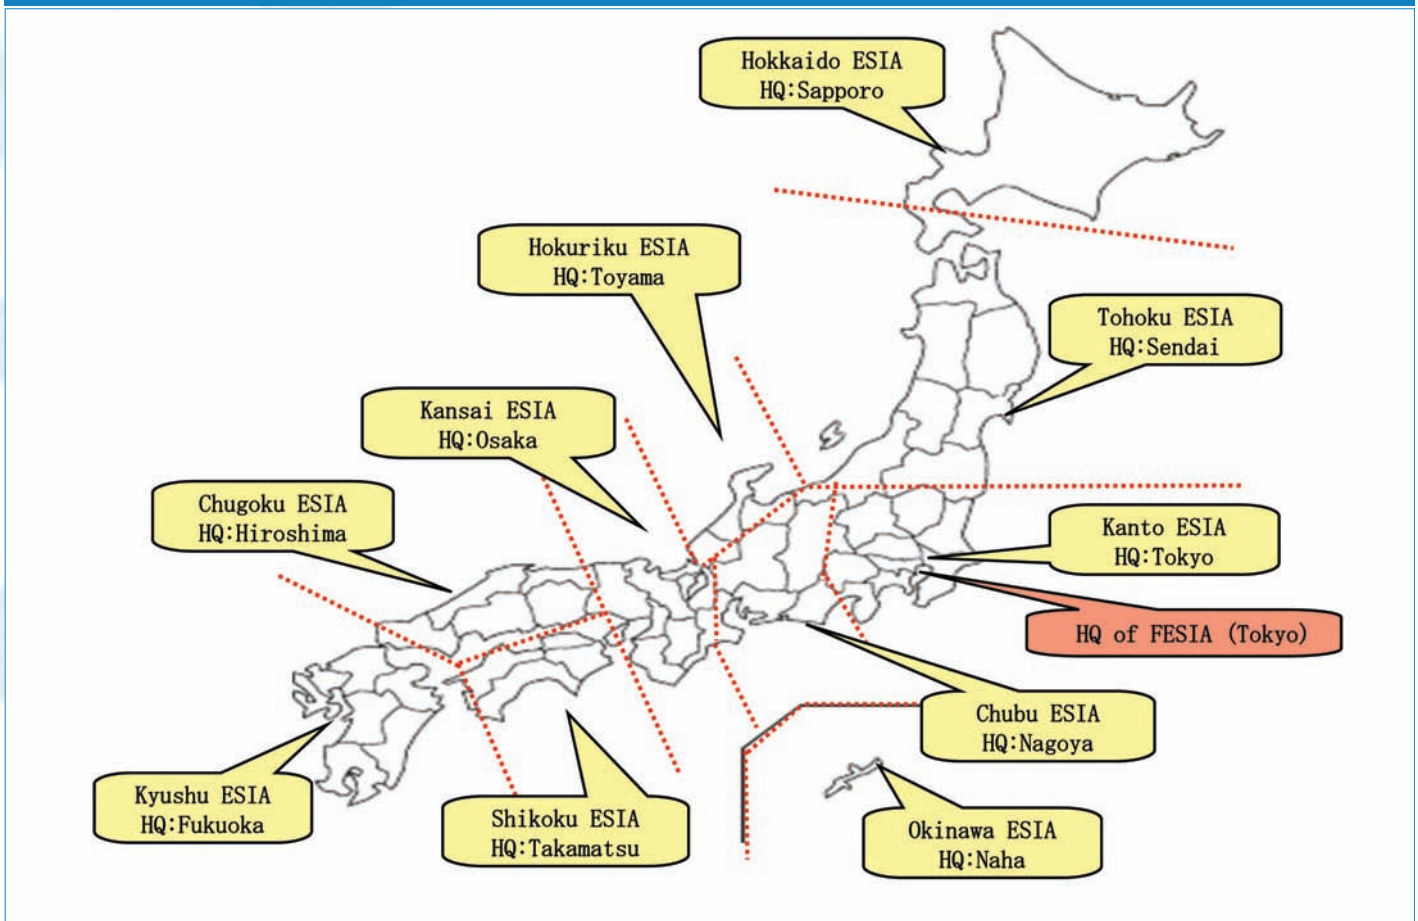 Hokkaido ESIA
HQ:Sapporo
Hokuriku ESIA
HQ:Toyama
Tohoku ESIA
HQ:Sendai
Kansai ESIA
HQ:Osaka
Chugoku ESIA
HQ:Hiroshima
Kanto ESIA
HQ:Tokyo
HQ of FESIA (Tokyo)
Chubu ESIA
HQ:Nagoya
Kyushu ESIA
HQ:Fukuoka
Shikoku ESIA
HQ:Takamatsu
Okinawa ESIA
HQ:Naha